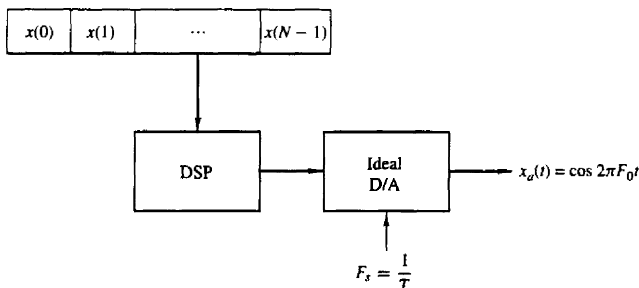 x(0) x(1) ... x(N − 1)
DSP
Ideal
D/A
x_a(t) = cos 2πF_0t
F_s = 1/T